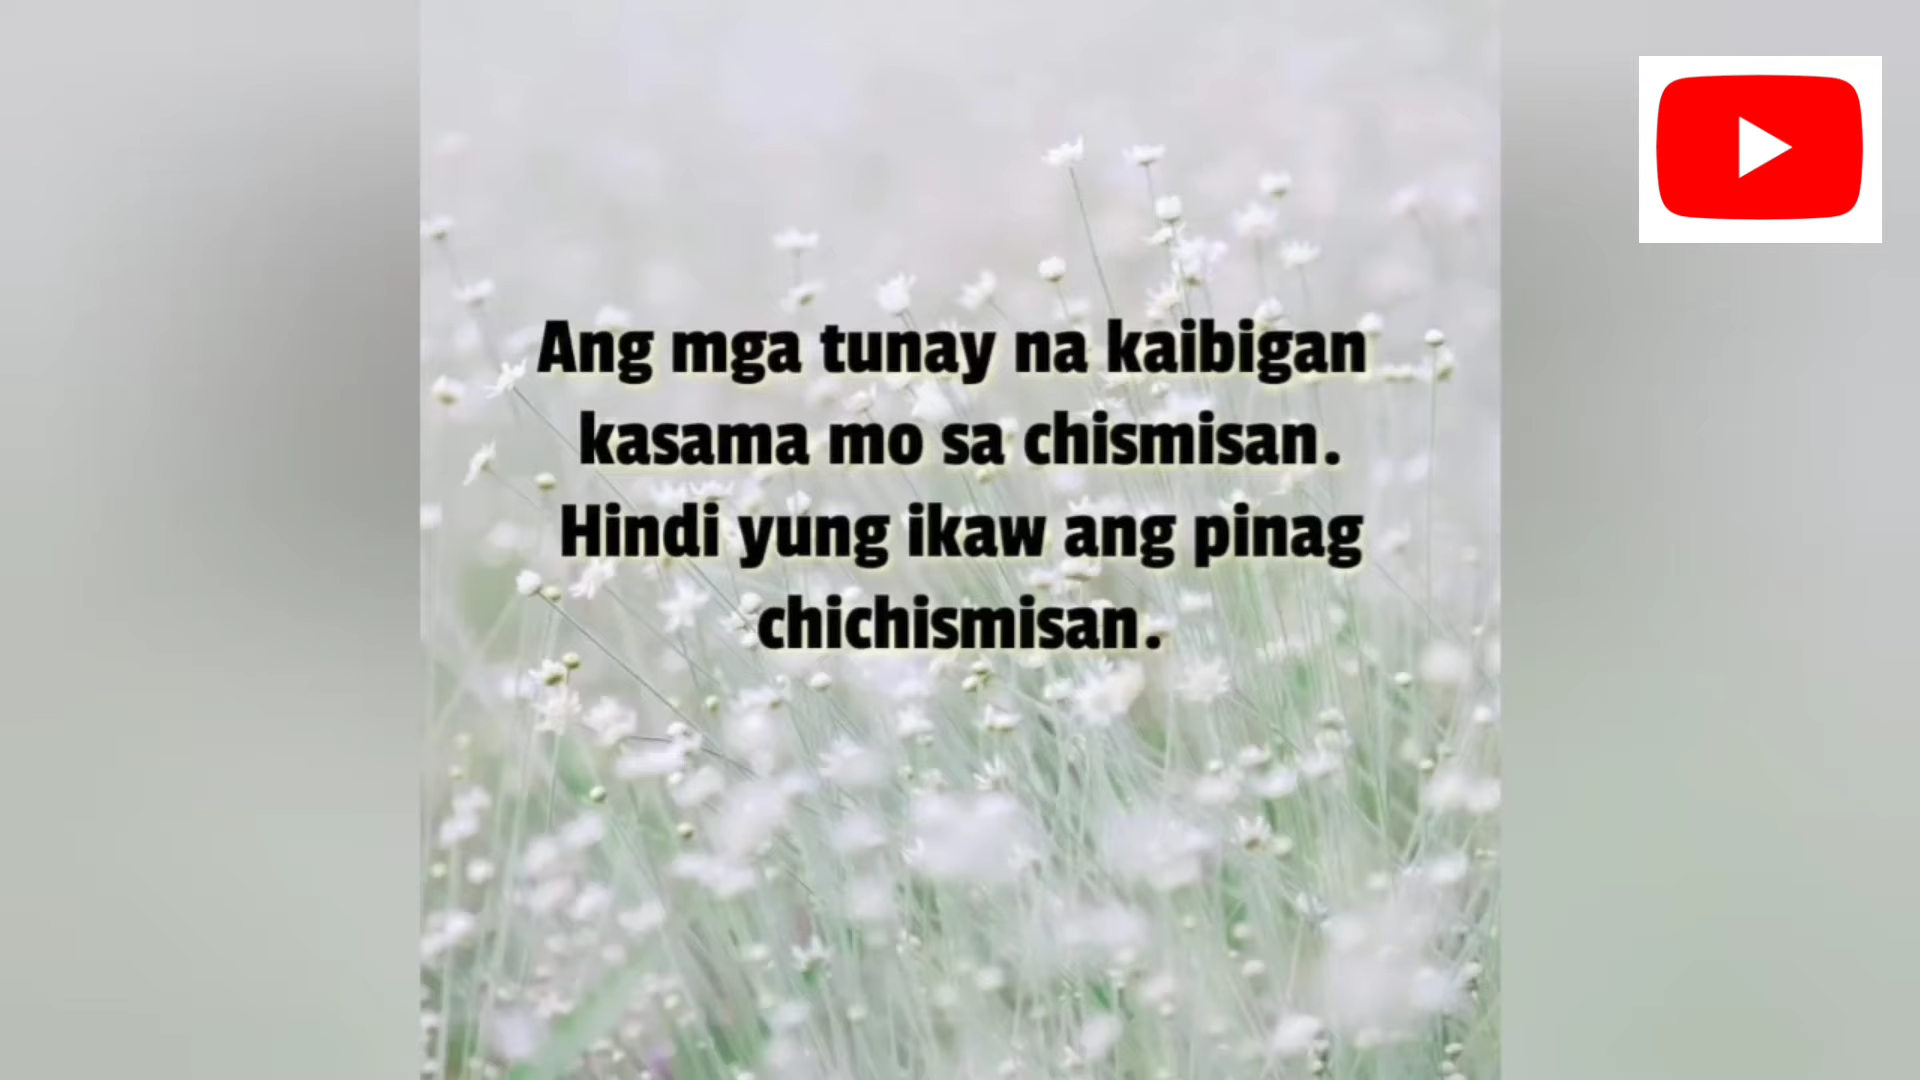 Ang mga tunay na kaibigan
kasama mo sa chismisan.
Hindi yung ikaw ang pinag
chichismisan.